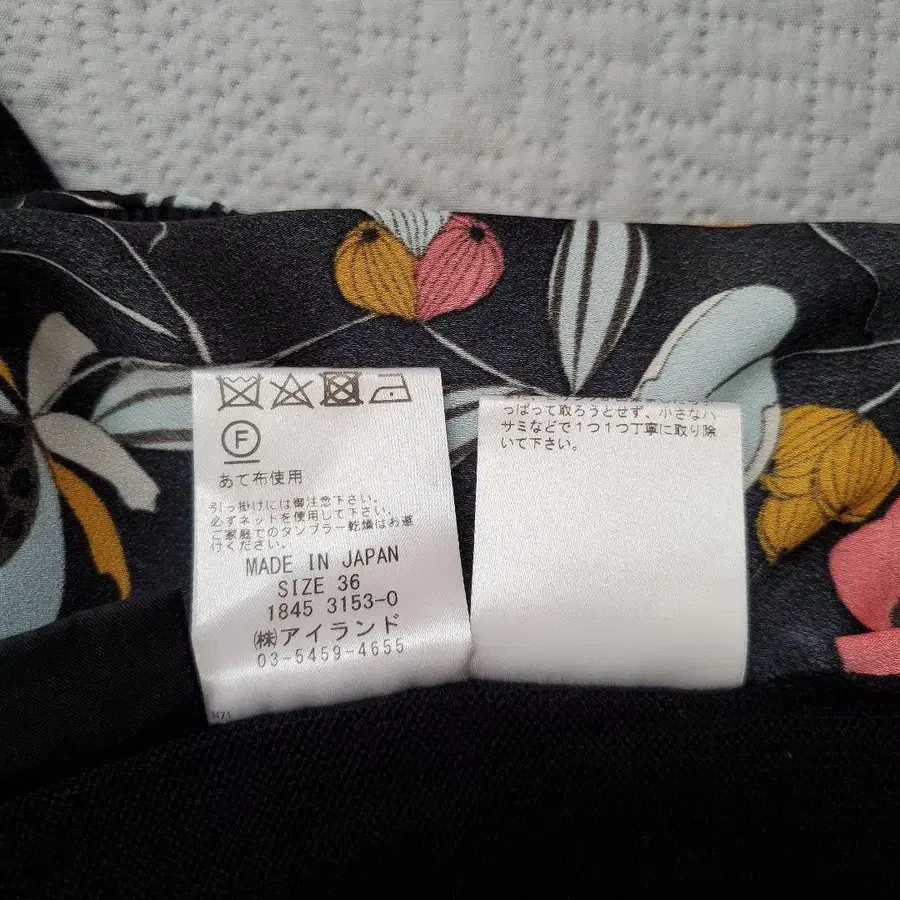 F
あて布使用
引っ掛けには御注意下さい。
必ずネットを使用して下さい。
ご家庭でのタンブラー乾燥はお避
けください。
MADE IN JAPAN
SIZE 36
1845 3153-0
㈱アイランド
03-5459-4655
N71
っぱって取ろうとせず、小さなハ
サミなどで1つ1つ丁寧に取り除
いて下さい。